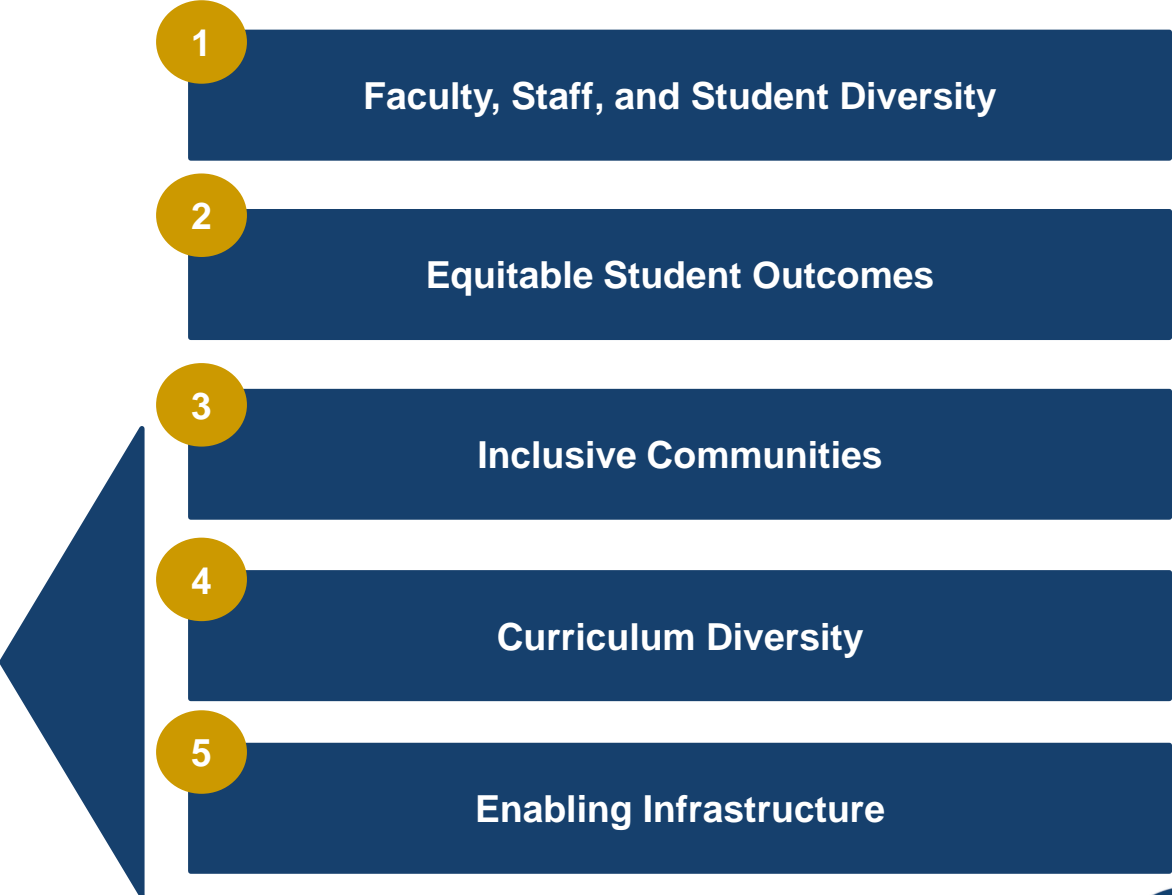 1
Faculty, Staff, and Student Diversity
2
Equitable Student Outcomes
3
Inclusive Communities
4
Curriculum Diversity
5
Enabling Infrastructure